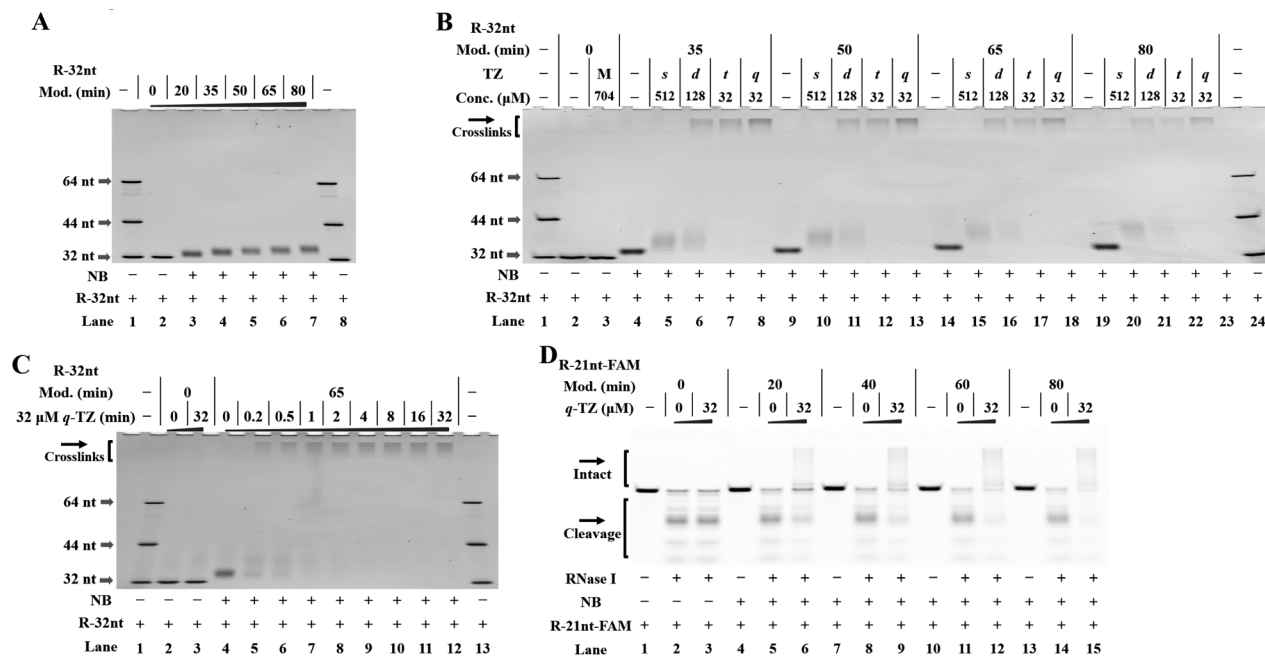 A
R-32nt
Mod. (min) – 0 20 35 50 65 80 –
64 nt
44 nt
32 nt
NB – – + + + + + –
R-32nt + + + + + + + +
Lane 1 2 3 4 5 6 7 8
B
R-32nt
Mod. (min) – 0 35 50 65 80 –
TZ – – M – s d t q – s d t q – s d t q – s d t q –
Conc. (µM) – – 704 – 512 128 32 32 – 512 128 32 32 – 512 128 32 32 – 512 128 32 32 –
Crosslinks
64 nt
44 nt
32 nt
NB – – – + + + + + + + + + + + + + + + + + + + + –
R-32nt + + + + + + + + + + + + + + + + + + + + + + + +
Lane 1 2 3 4 5 6 7 8 9 10 11 12 13 14 15 16 17 18 19 20 21 22 23 24
C
R-32nt
Mod. (min) – 0 65 –
32 µM q-TZ (min) 0 32 0 0.2 0.5 1 2 4 8 16 32
Crosslinks
64 nt
44 nt
32 nt
NB – – – + + + + + + + + + –
R-32nt + + + + + + + + + + + + +
Lane 1 2 3 4 5 6 7 8 9 10 11 12 13
D
R-21nt-FAM
Mod. (min) 0 20 40 60 80
q-TZ (µM) – 0 32 – 0 32 – 0 32 – 0 32 – 0 32
Intact
Cleavage
RNase I – + + – + + – + + – + + – + +
NB – – – + + + + + + + + + + + +
R-21nt-FAM + + + + + + + + + + + + + + +
Lane 1 2 3 4 5 6 7 8 9 10 11 12 13 14 15